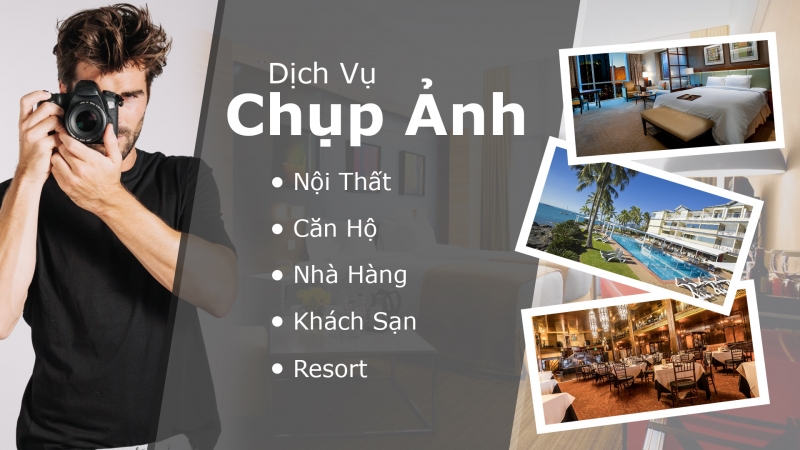 Dịch Vụ
Chụp Ảnh
• Nội Thất
• Căn Hộ
• Nhà Hàng
• Khách Sạn
• Resort